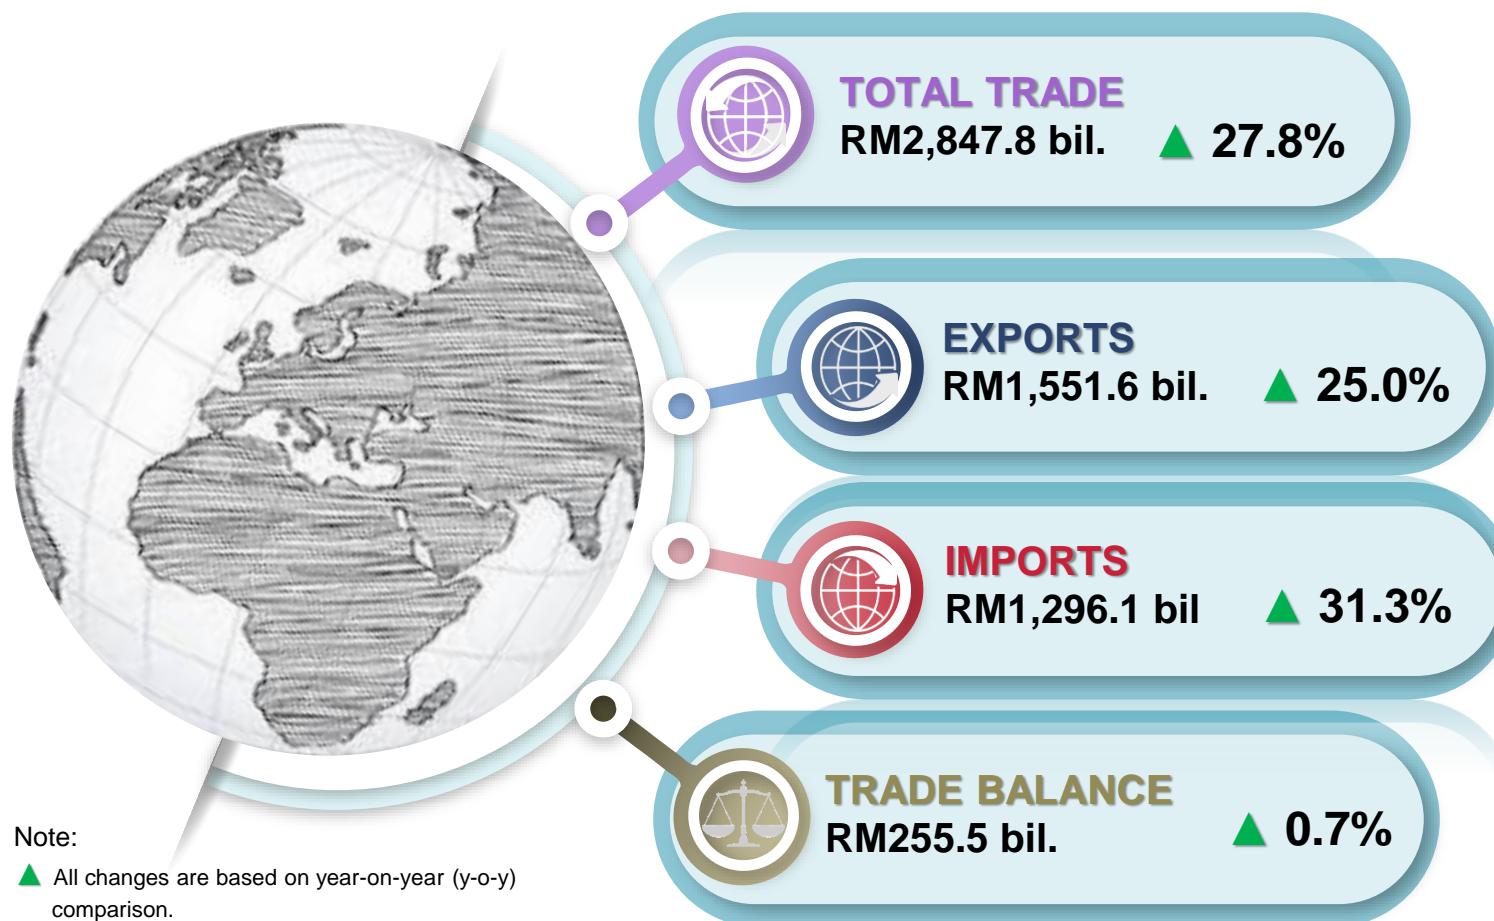 TOTAL TRADE
RM2,847.8 bil. ▲ 27.8%
EXPORTS
RM1,551.6 bil. ▲ 25.0%
IMPORTS
RM1,296.1 bil ▲ 31.3%
TRADE BALANCE
RM255.5 bil. ▲ 0.7%
Note:
▲ All changes are based on year-on-year (y-o-y)
comparison.